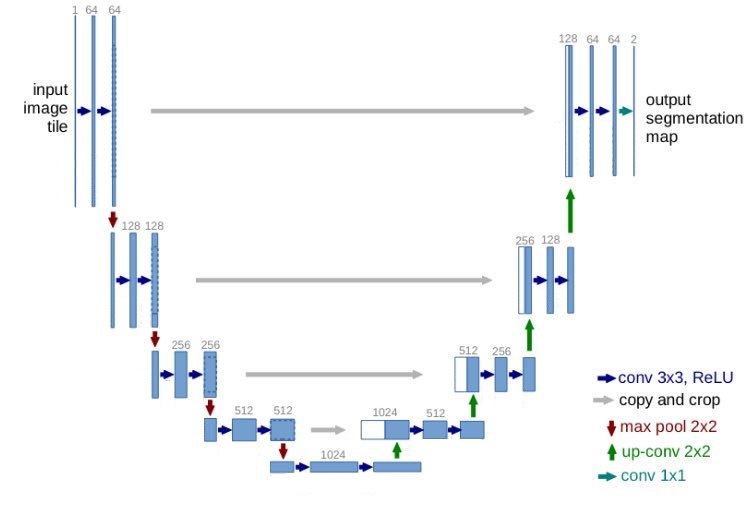 1 64 64
128 64 64 2
input
image
tile
output
segmentation
map
128 128
256 128
256 256
512 256
512 512
1024 512
1024
conv 3x3, ReLU
copy and crop
max pool 2x2
up-conv 2x2
conv 1x1